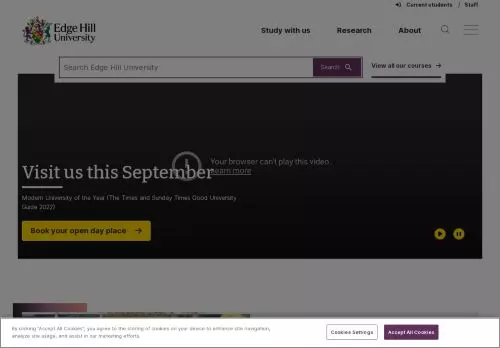 Current students / Staff
Edge Hill
University
Study with us
Research
About
Search Edge Hill University
Search
View all our courses
Your browser can't play this video
Learn more
Visit us this September
Modern University of the Year (The Times and Sunday Times Good University
Guide 2022)
Book your open day place
By clicking "Accept All Cookies", you agree to the storing of cookies on your device to enhance site navigation,
analyze site usage, and assist in our marketing efforts.
Cookies Settings
Accept All Cookies